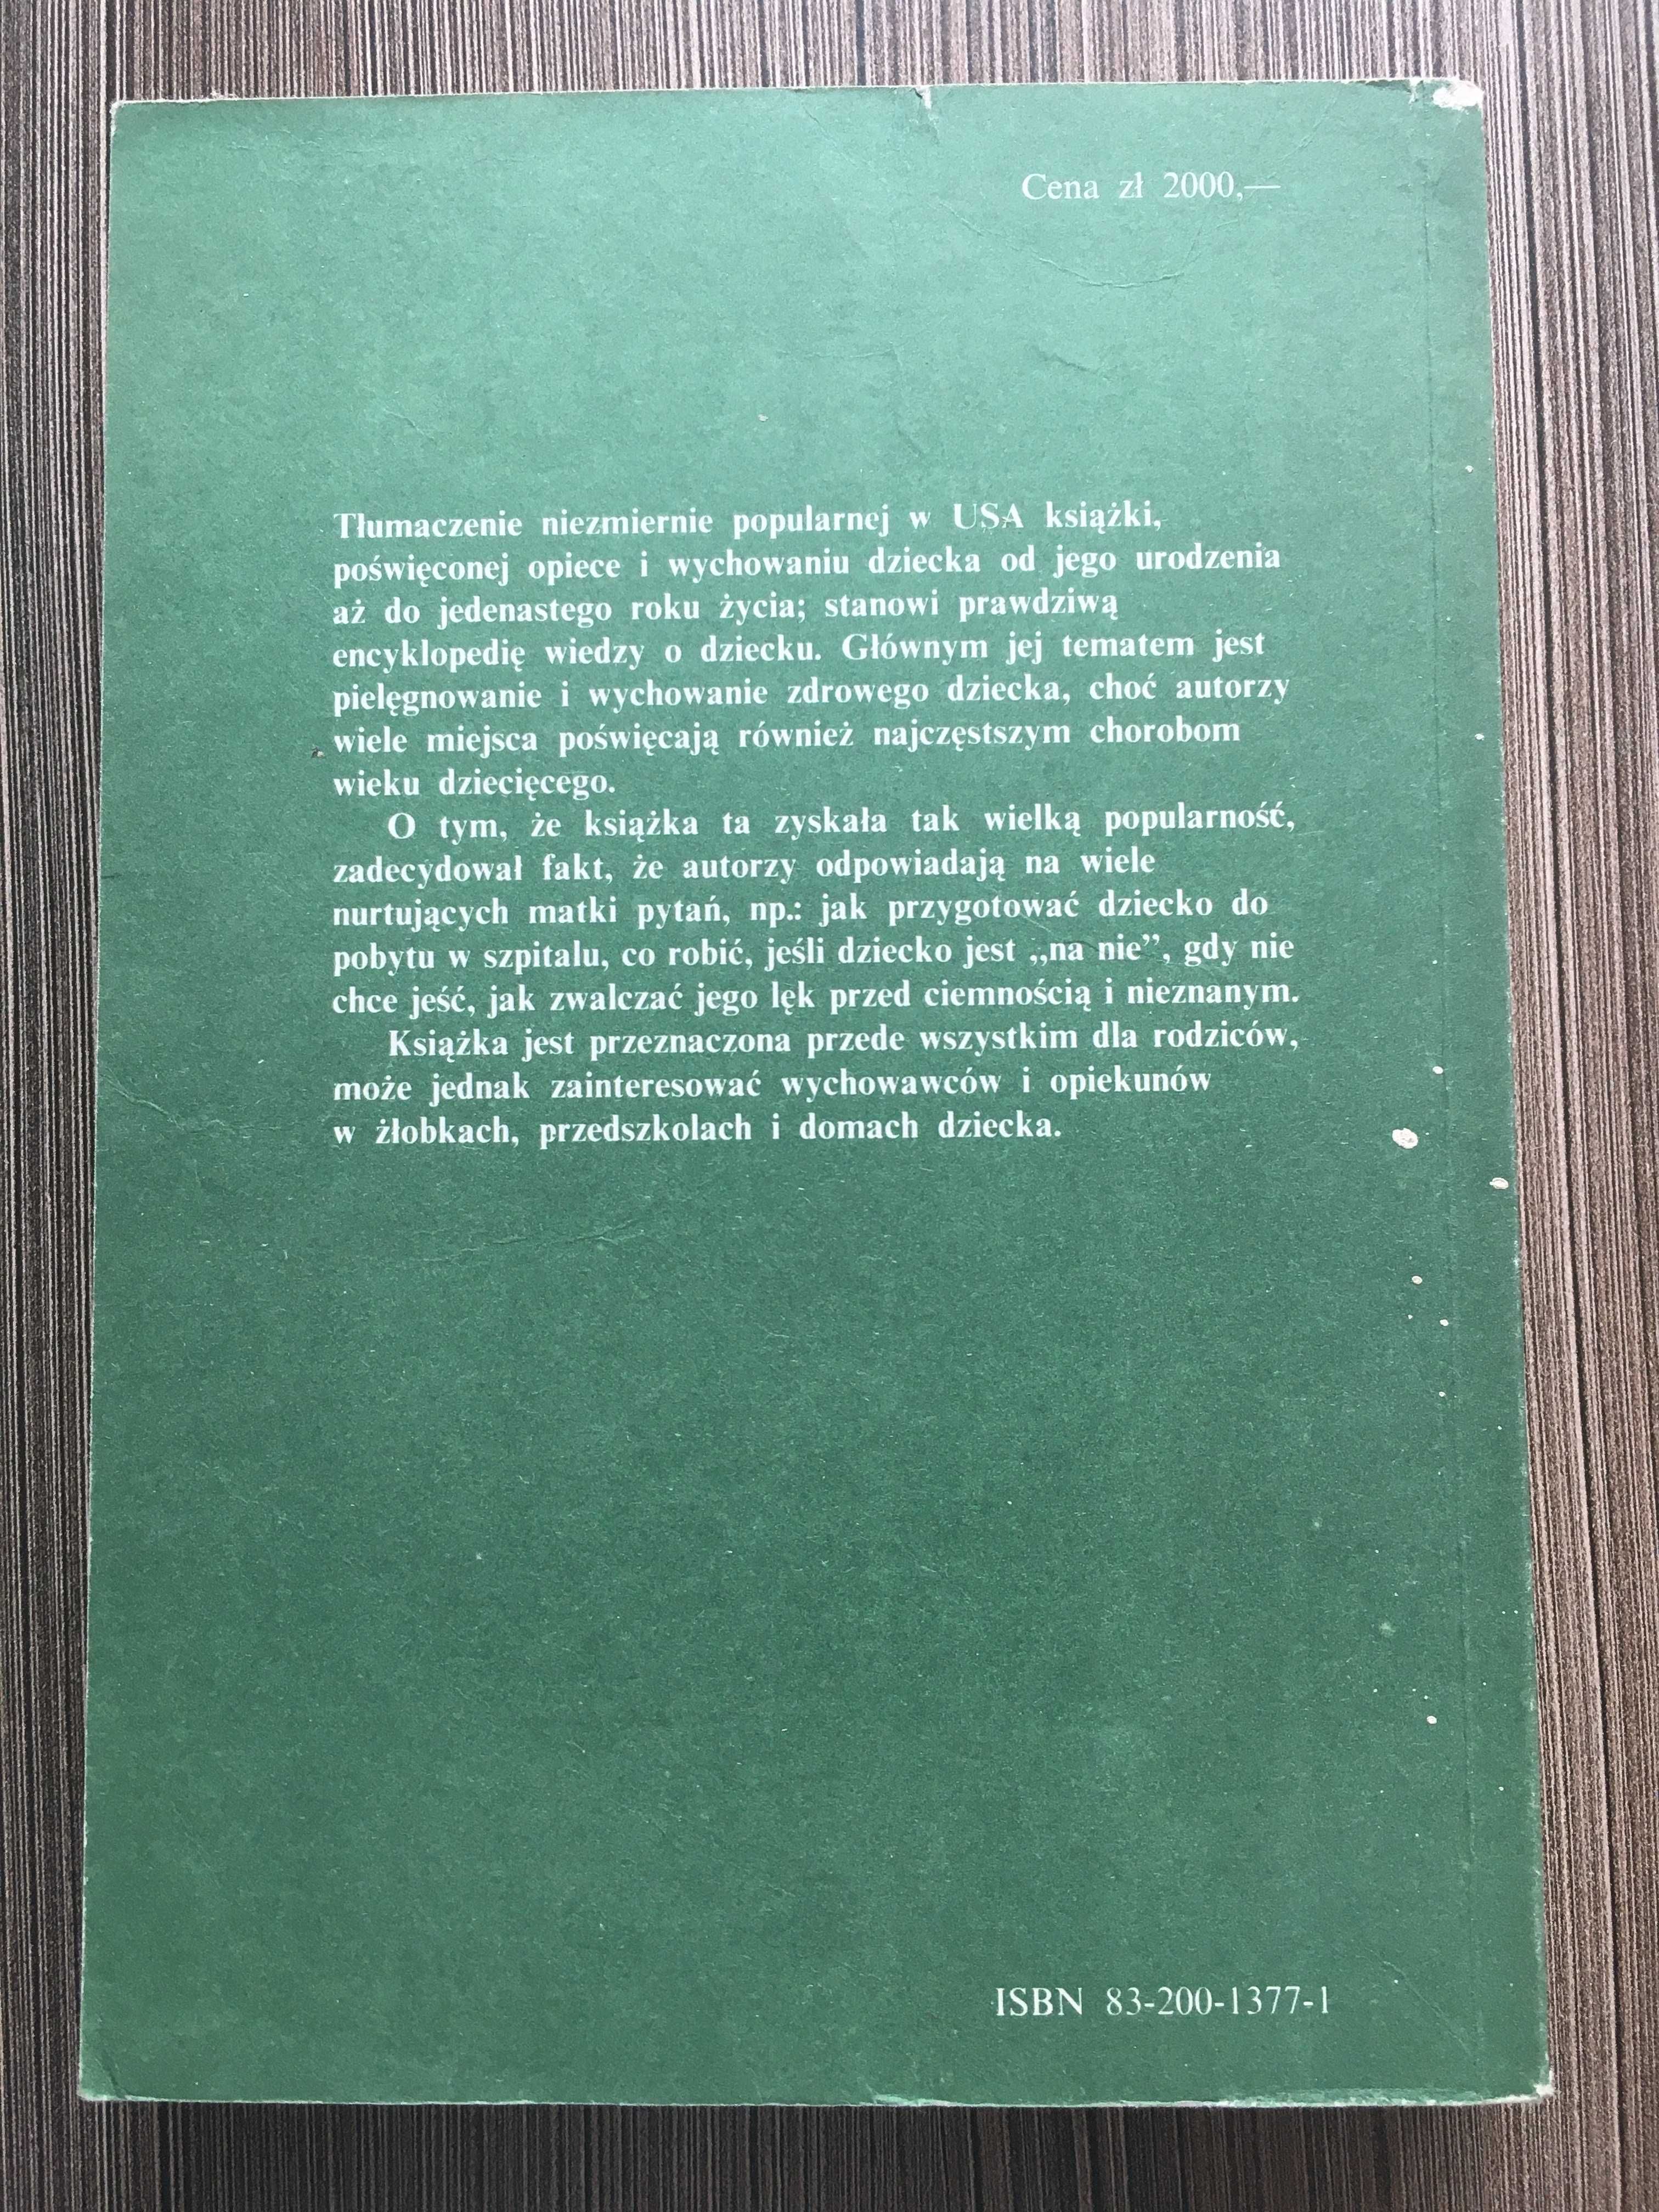 Cena zł 2000,—
Tłumaczenie niezmiernie popularnej w USA książki,
poświęconej opiece i wychowaniu dziecka od jego urodzenia
aż do jedenastego roku życia; stanowi prawdziwą
encyklopedię wiedzy o dziecku. Głównym jej tematem jest
pielęgnowanie i wychowanie zdrowego dziecka, choć autorzy
wiele miejsca poświęcają również najczęstszym chorobom
wieku dziecięcego.
O tym, że książka ta zyskała tak wielką popularność,
zadecydował fakt, że autorzy odpowiadają na wiele
nurtujących matki pytań, np.: jak przygotować dziecko do
pobytu w szpitalu, co robić, jeśli dziecko jest „na nie”, gdy nie
chce jeść, jak zwalczać jego lęk przed ciemnością i nieznanym.
Książka jest przeznaczona przede wszystkim dla rodziców,
może jednak zainteresować wychowawców i opiekunów
w żłobkach, przedszkolach i domach dziecka.
ISBN 83-200-1377-1